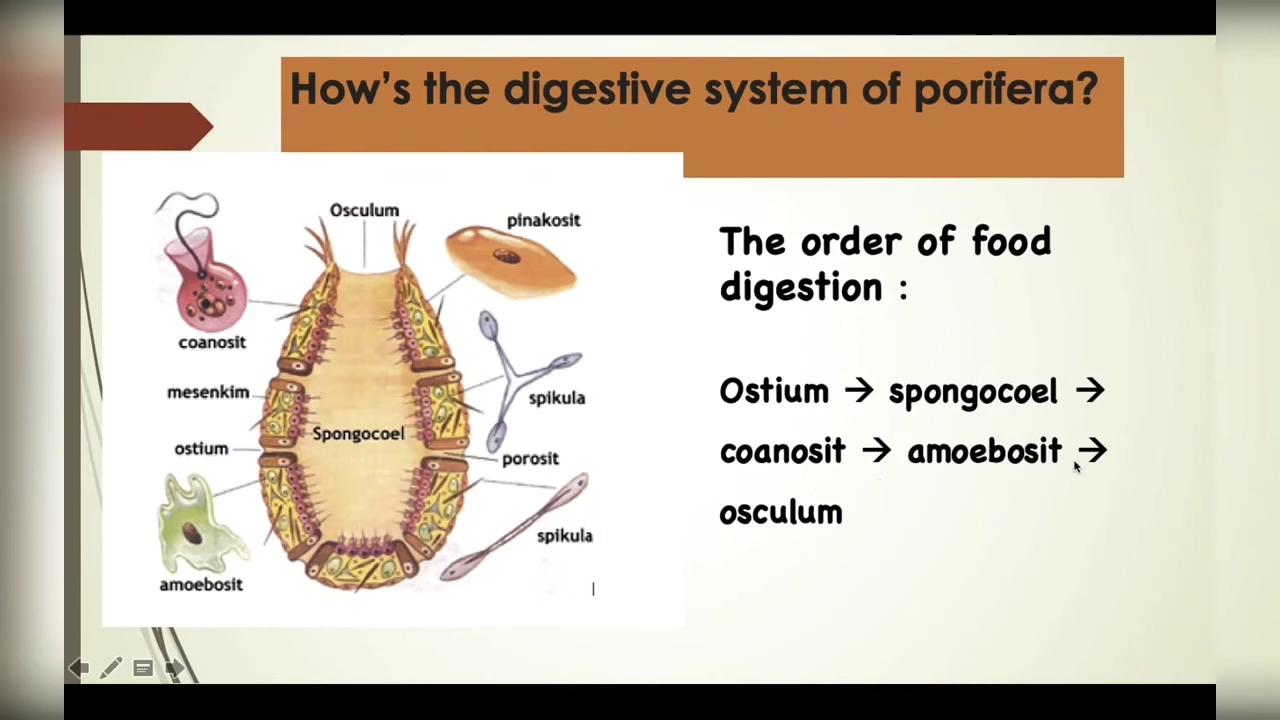 How's the digestive system of porifera?
Osculum
pinakosit
coanosit
mesenkim
spikula
ostium
Spongocoel
porosit
spikula
amoebosit
The order of food
digestion :
Ostium → spongocoel →
coanosit → amoebosit →
osculum